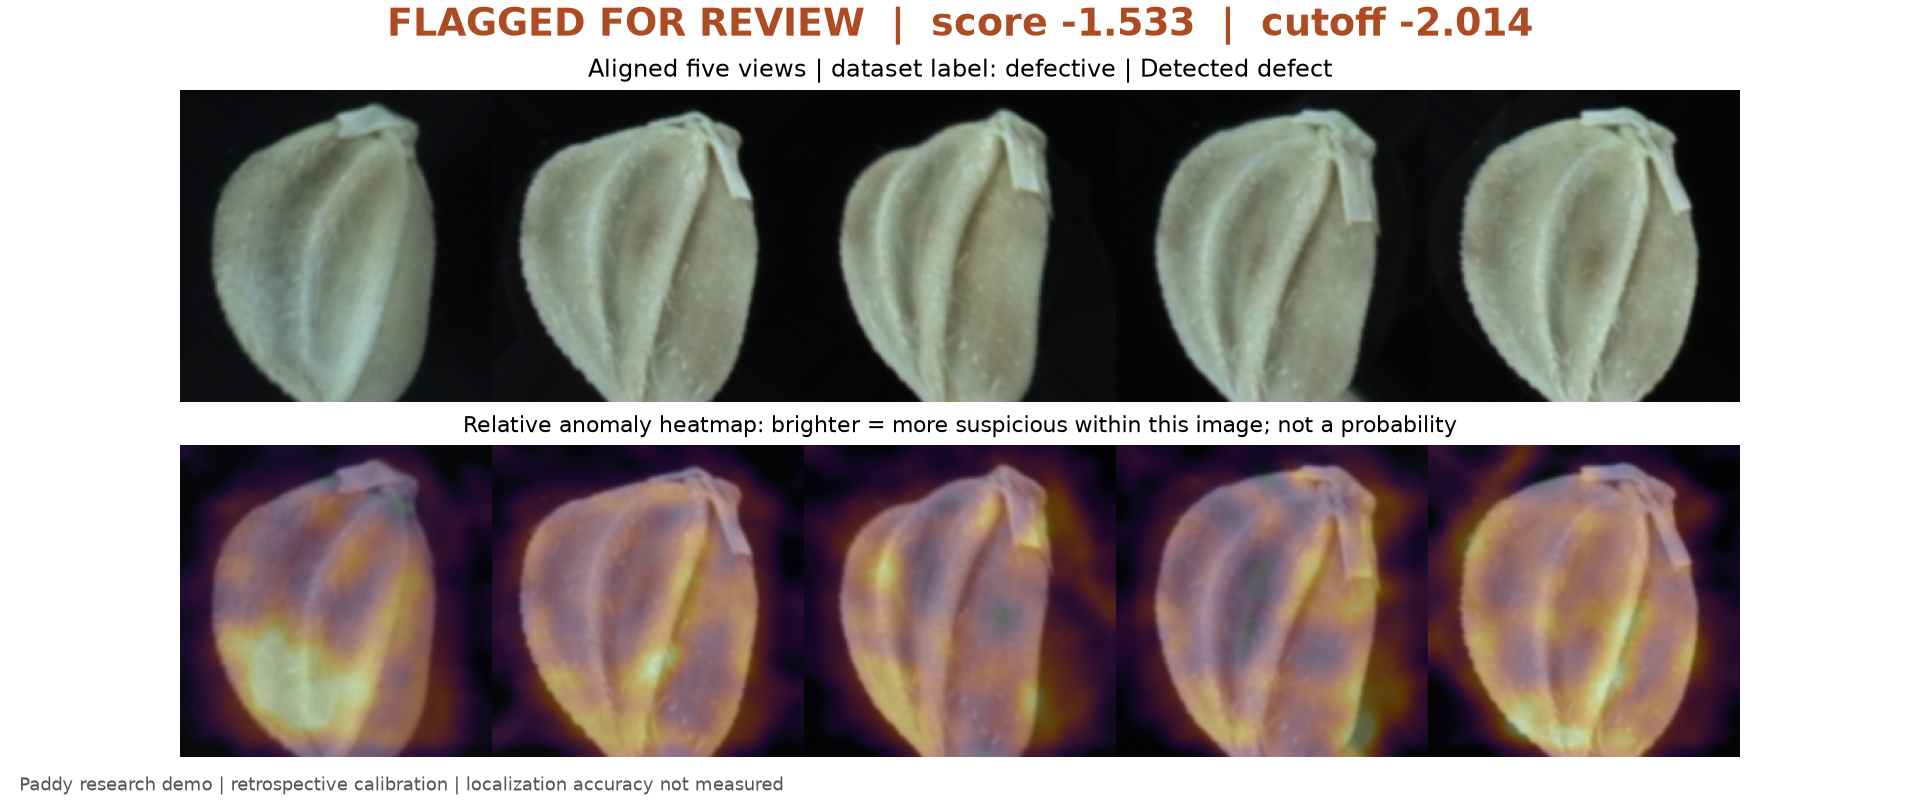 FLAGGED FOR REVIEW | score -1.533 | cutoff -2.014
Aligned five views | dataset label: defective | Detected defect
Relative anomaly heatmap: brighter = more suspicious within this image; not a probability
Paddy research demo | retrospective calibration | localization accuracy not measured